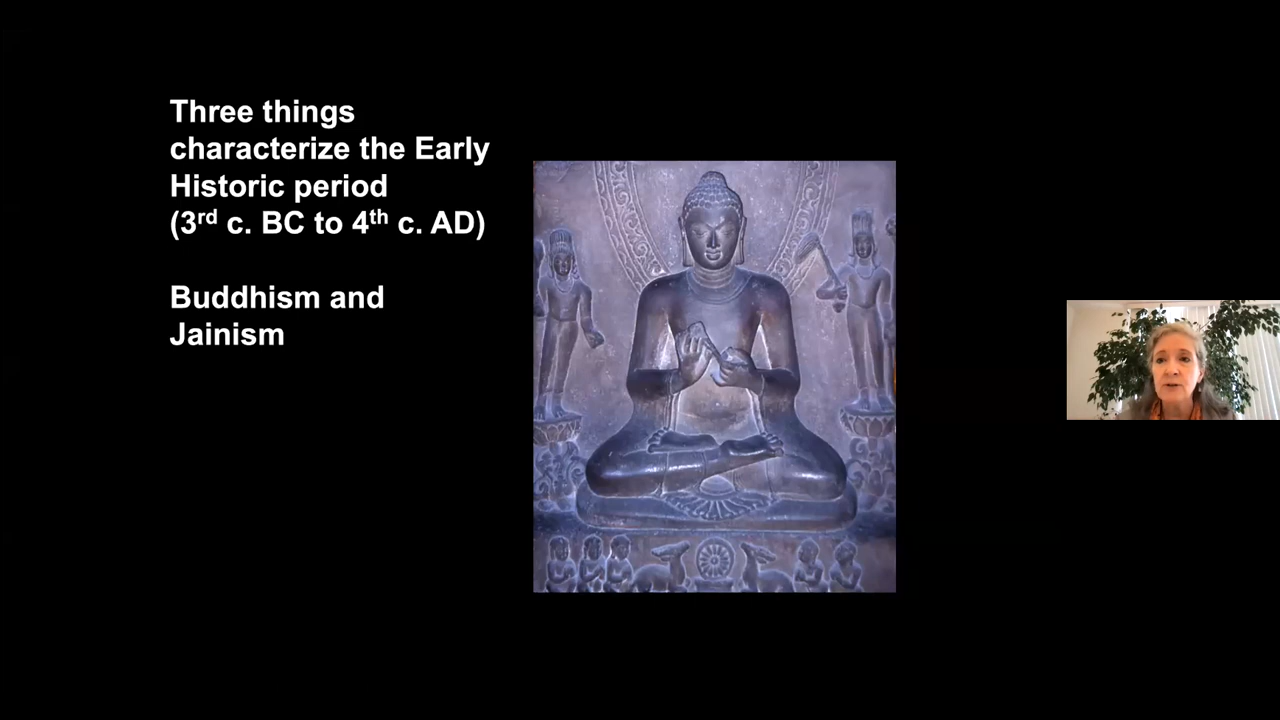 Three things
characterize the Early
Historic period
(3rd c. BC to 4th c. AD)
Buddhism and
Jainism